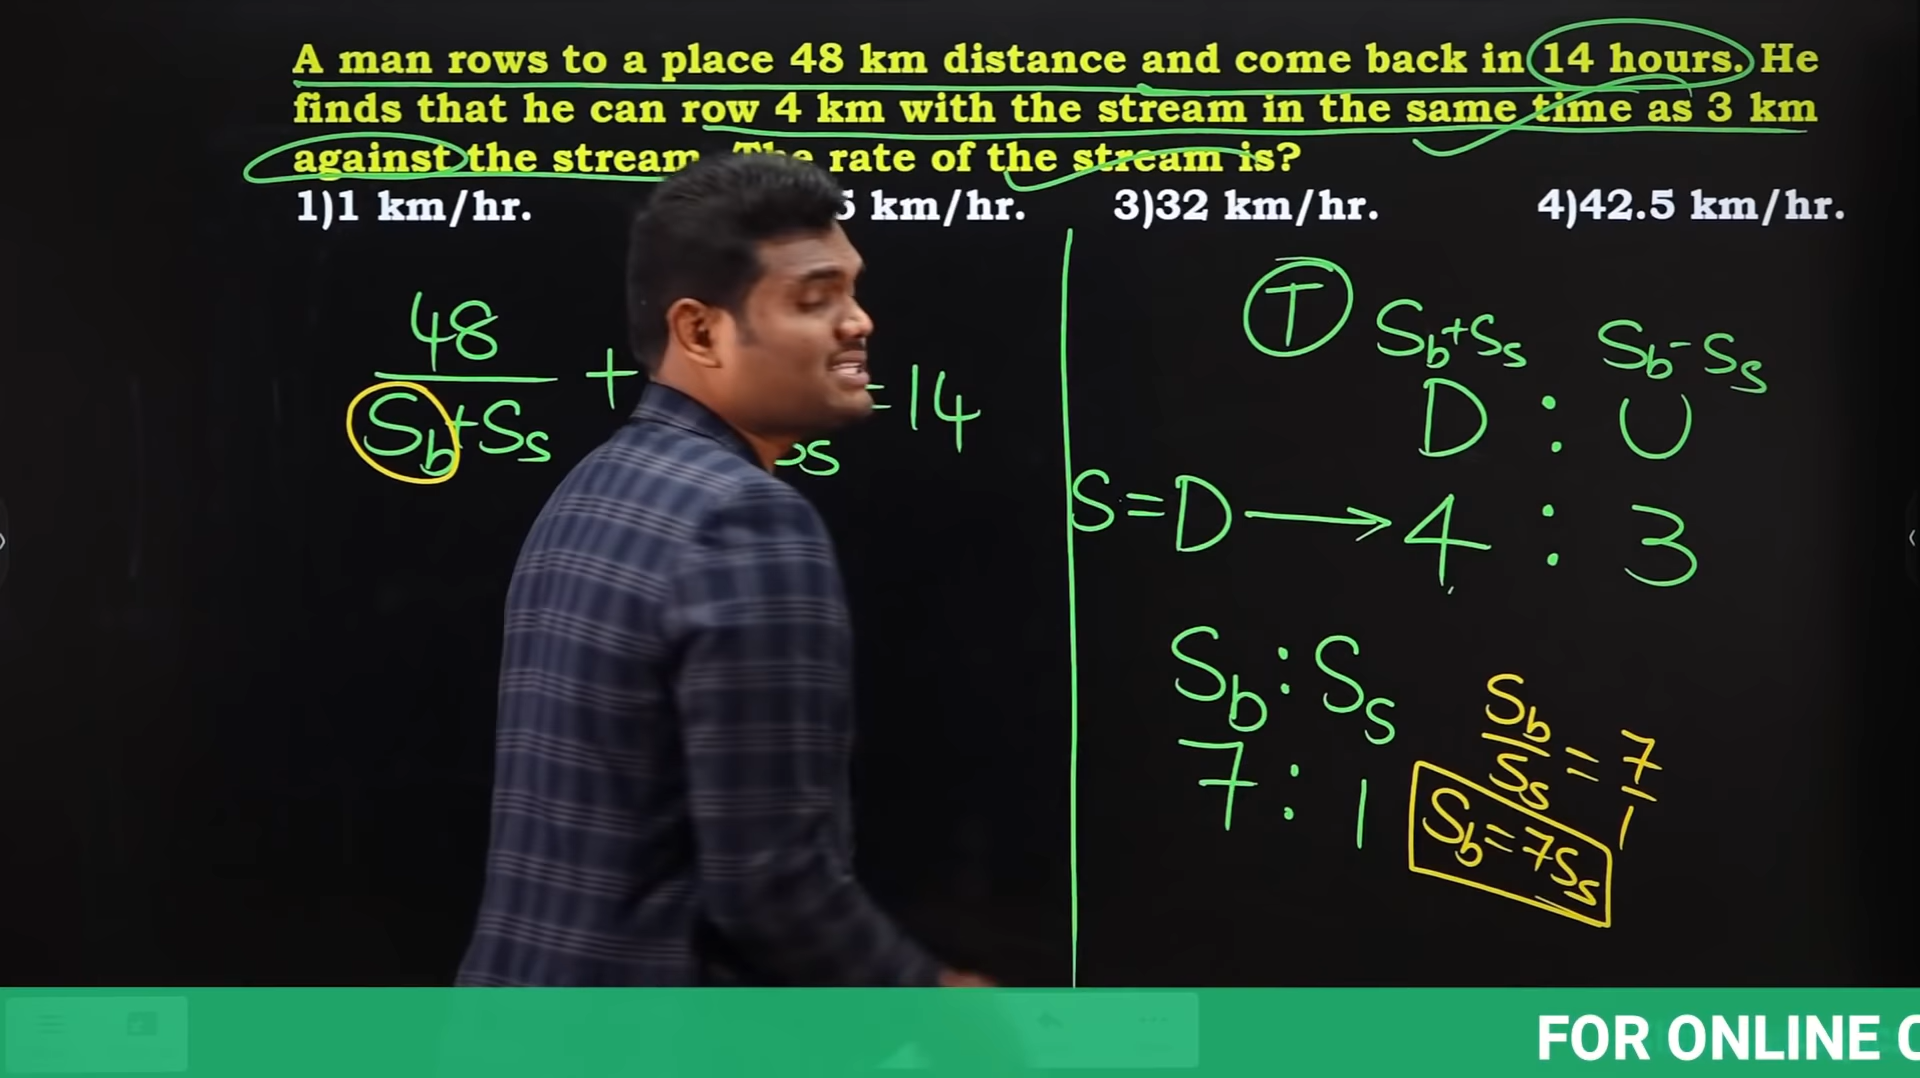 A man rows to a place 48 km distance and come back in 14 hours. He
finds that he can row 4 km with the stream in the same time as 3 km
against the stream. The rate of the stream is?
1)1 km/hr. 5 km/hr. 3)32 km/hr. 4)42.5 km/hr.
48
Sb+Ss
+
Ss
=14
T
Sb+Ss Sb-Ss
D : U
S=D → 4 : 3
Sb : Ss
7 : 1
Sb/Ss = 7/1
Sb=7Ss
FOR ONLINE